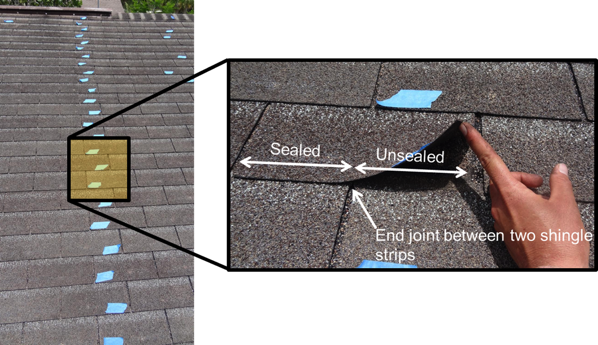 Sealed
Unsealed
End joint between two shingle
strips